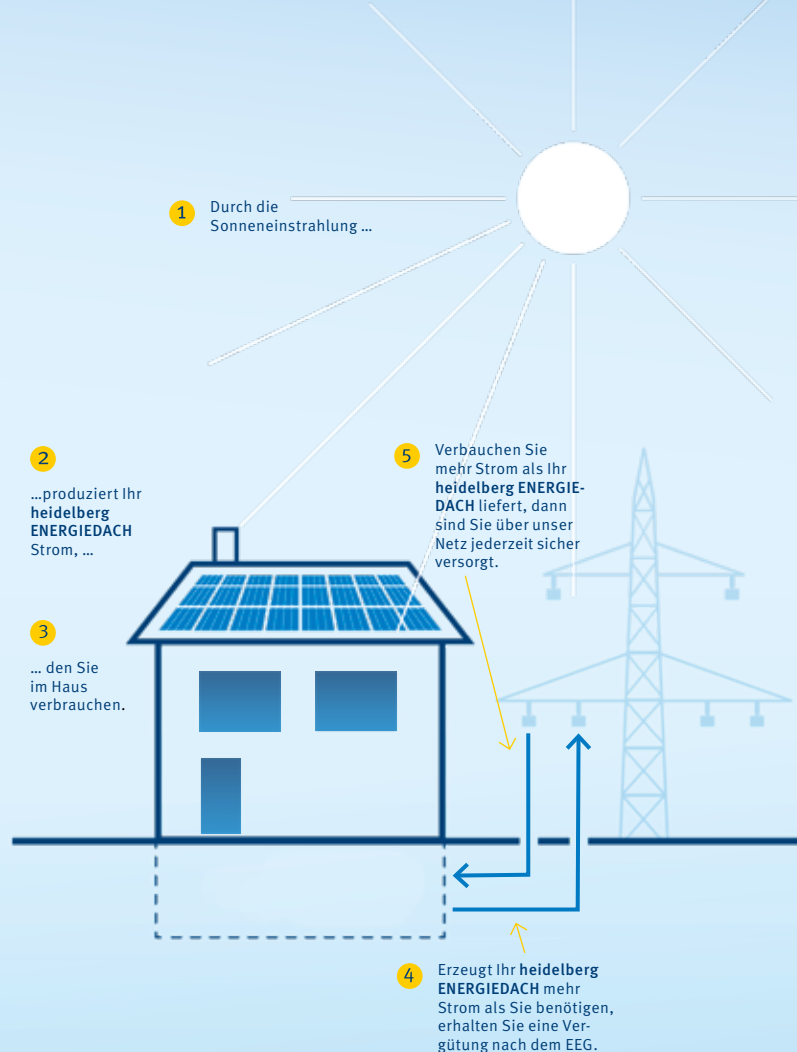 1
Durch die
Sonneneinstrahlung …
2
…produziert Ihr
heidelberg
ENERGIEDACH
Strom, …
3
… den Sie
im Haus
verbrauchen.
5
Verbauchen Sie
mehr Strom als Ihr
heidelberg ENERGIE-
DACH liefert, dann
sind Sie über unser
Netz jederzeit sicher
versorgt.
4
Erzeugt Ihr heidelberg
ENERGIEDACH mehr
Strom als Sie benötigen,
erhalten Sie eine Ver-
gütung nach dem EEG.